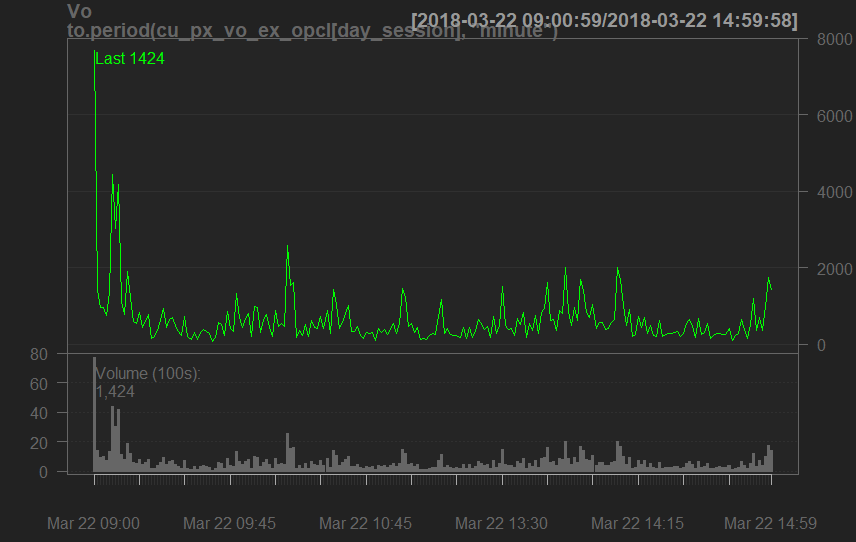 Vo
to.period(cu_px_vo_ex_opcl[day_session], "minute")
[2018-03-22 09:00:59/2018-03-22 14:59:58]
Last 1424
8000
6000
4000
2000
0
80
60
40
20
0
Volume (100s):
1,424
Mar 22 09:00 Mar 22 09:45 Mar 22 10:45 Mar 22 13:30 Mar 22 14:15 Mar 22 14:59